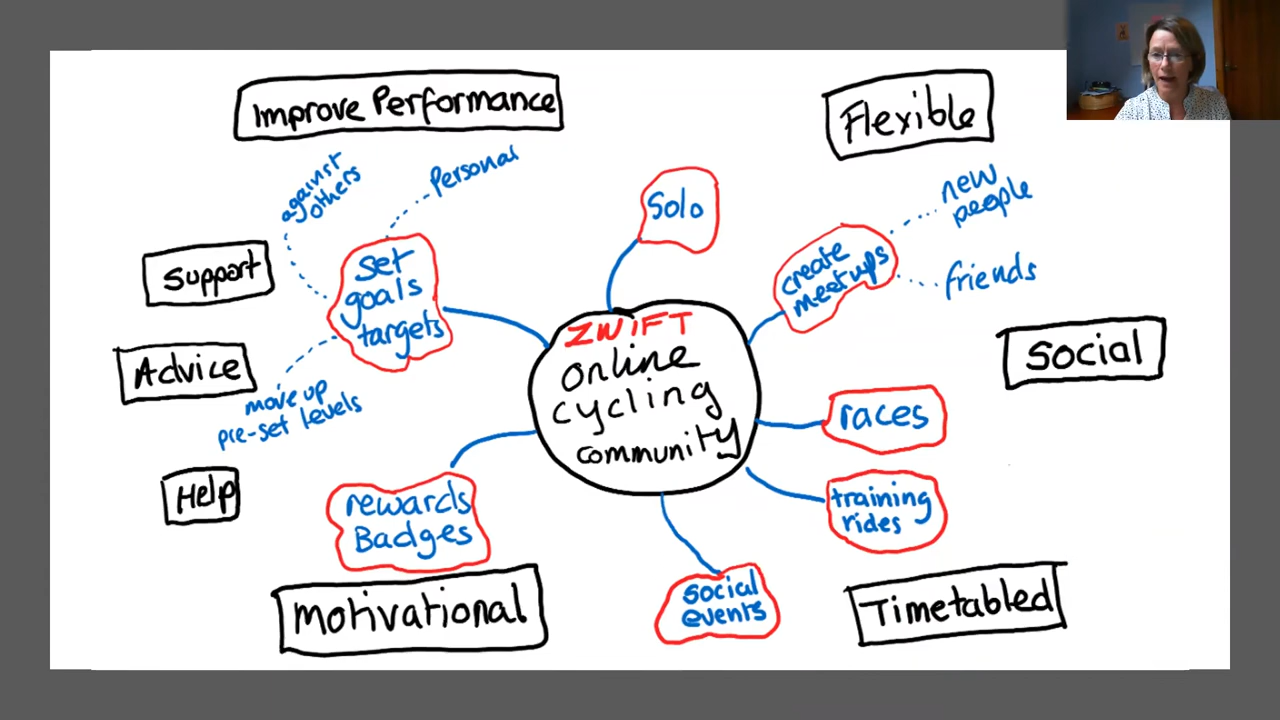 Improve Performance
Flexible
against
others
Personal
Solo
new
people
create
meetups
friends
Support
set
goals
targets
ZWIFT
online
cycling
community
Social
Advice
move up
pre-set levels
races
Help
rewards
Badges
training
rides
Motivational
social
events
Timetabled